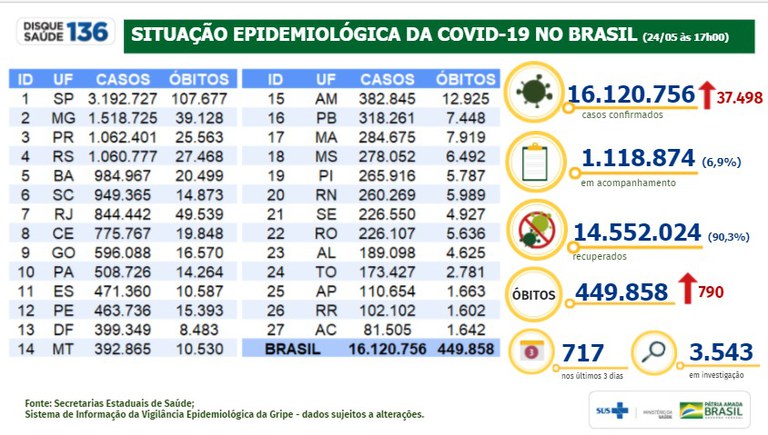 DISQUE
SAÚDE 136
SITUAÇÃO EPIDEMIOLÓGICA DA COVID-19 NO BRASIL (24/05 às 17h00)
ID UF CASOS ÓBITOS
1 SP 3.192.727 107.677
2 MG 1.518.725 39.128
3 PR 1.062.401 25.563
4 RS 1.060.777 27.468
5 BA 984.967 20.499
6 SC 949.365 14.873
7 RJ 844.442 49.539
8 CE 775.767 19.848
9 GO 596.088 16.570
10 PA 508.726 14.264
11 ES 471.360 10.587
12 PE 463.736 15.393
13 DF 399.349 8.483
14 MT 392.865 10.530
ID UF CASOS ÓBITOS
15 AM 382.845 12.925
16 PB 318.261 7.448
17 MA 284.675 7.919
18 MS 278.052 6.492
19 PI 265.916 5.787
20 RN 260.269 5.989
21 SE 226.550 4.927
22 RO 226.107 5.636
23 AL 189.098 4.625
24 TO 173.427 2.781
25 AP 110.654 1.663
26 RR 102.102 1.602
27 AC 81.505 1.642
BRASIL 16.120.756 449.858
16.120.756 37.498
casos confirmados
1.118.874 (6,9%)
em acompanhamento
14.552.024 (90,3%)
recuperados
ÓBITOS 449.858 790
3 717
nos últimos 3 dias
3.543
em investigação
Fonte: Secretarias Estaduais de Saúde;
Sistema de Informação da Vigilância Epidemiológica da Gripe - dados sujeitos a alterações.
SUS
MINISTÉRIO DA
SAÚDE
PÁTRIA AMADA
BRASIL
GOVERNO FEDERAL